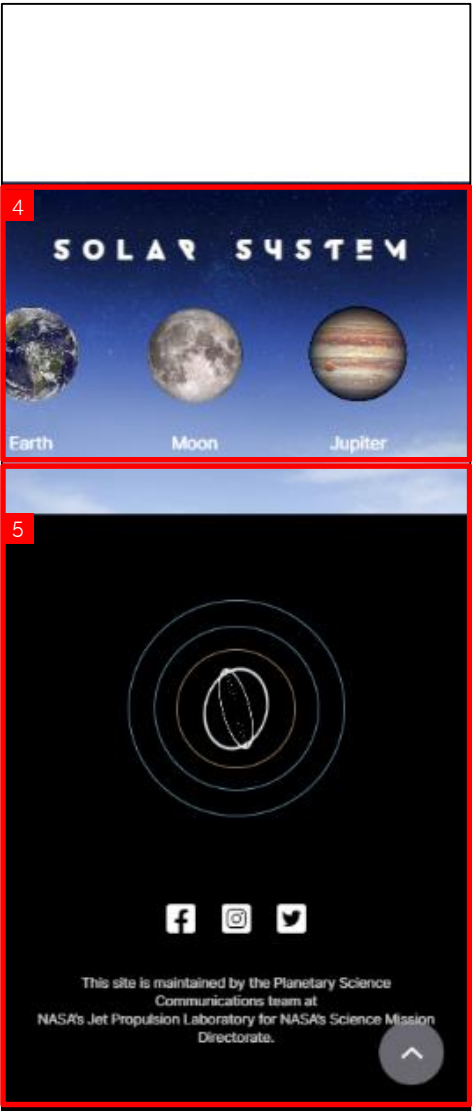 4
SOLAR SYSTEM
Earth Moon Jupiter
5
This site is maintained by the Planetary Science
Communications team at
NASA's Jet Propulsion Laboratory for NASA's Science Mission
Directorate.